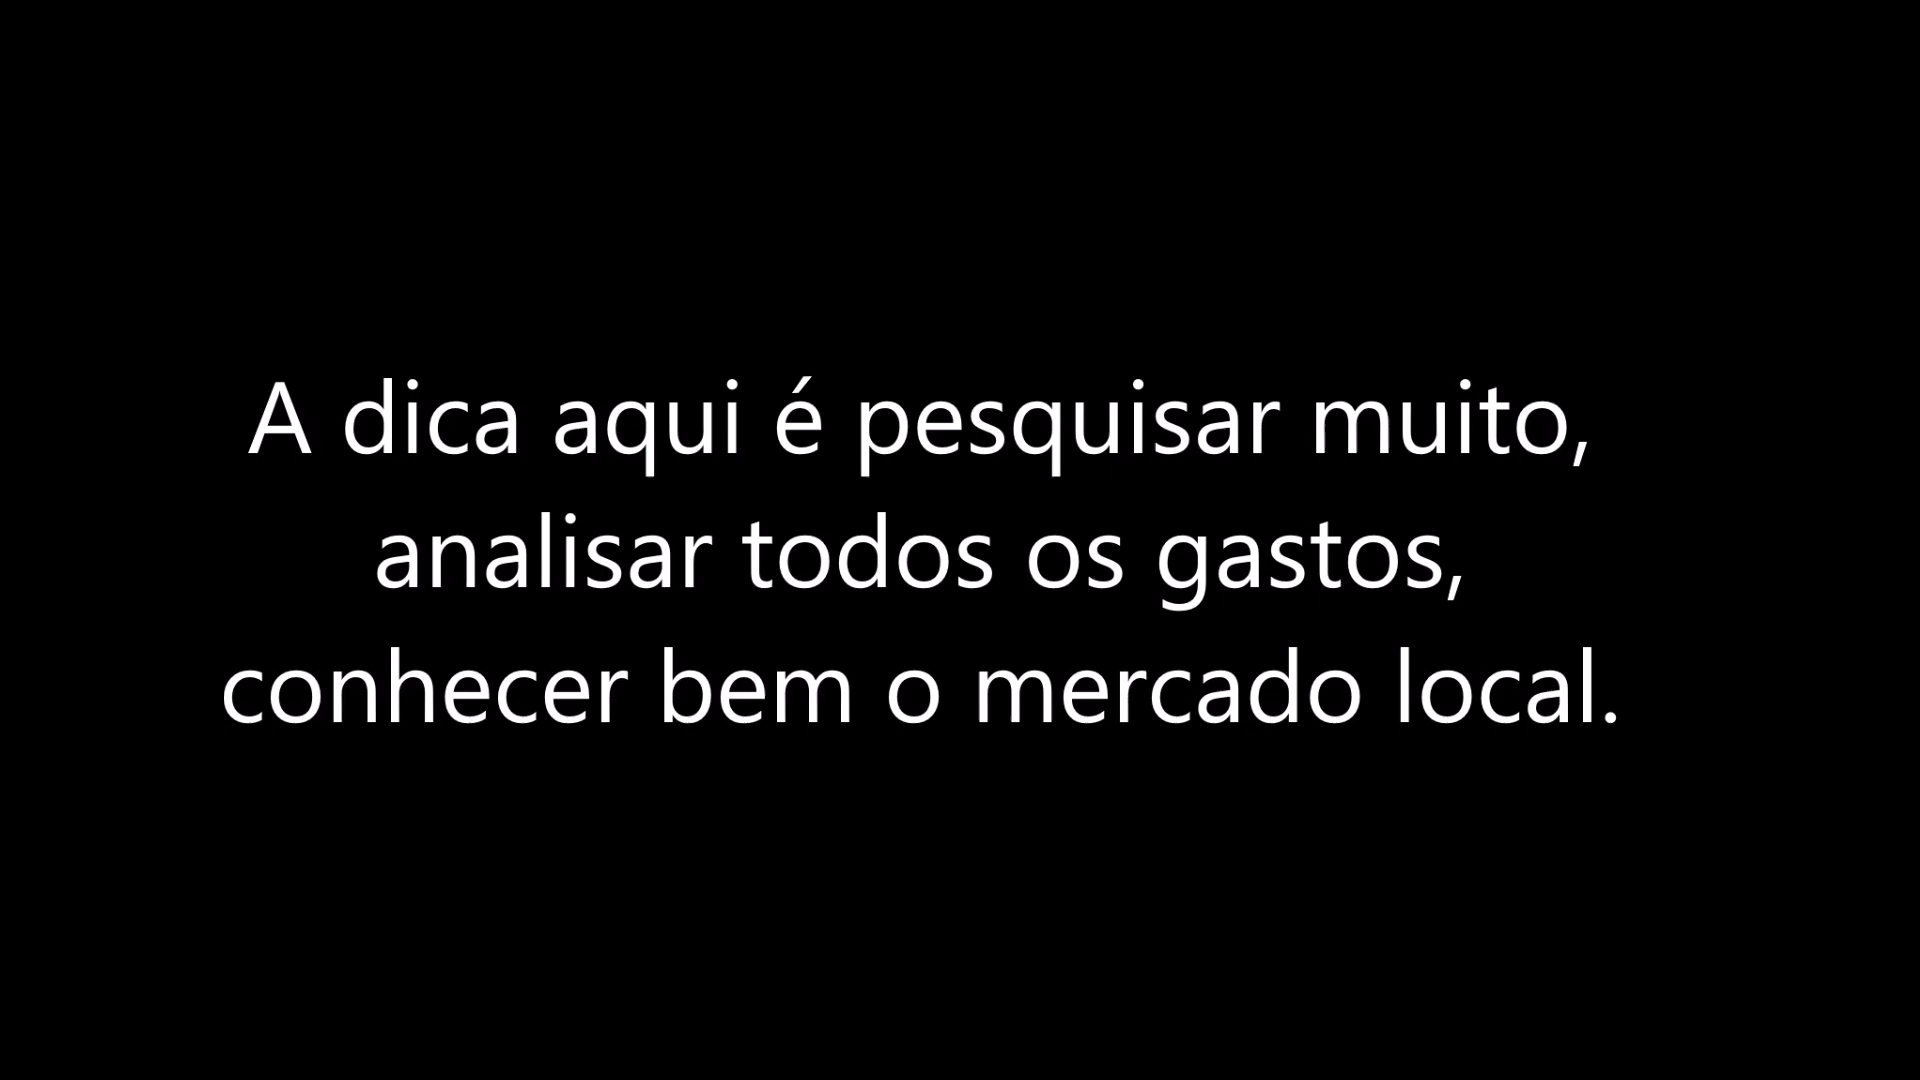 A dica aqui é pesquisar muito,
analisar todos os gastos,
conhecer bem o mercado local.